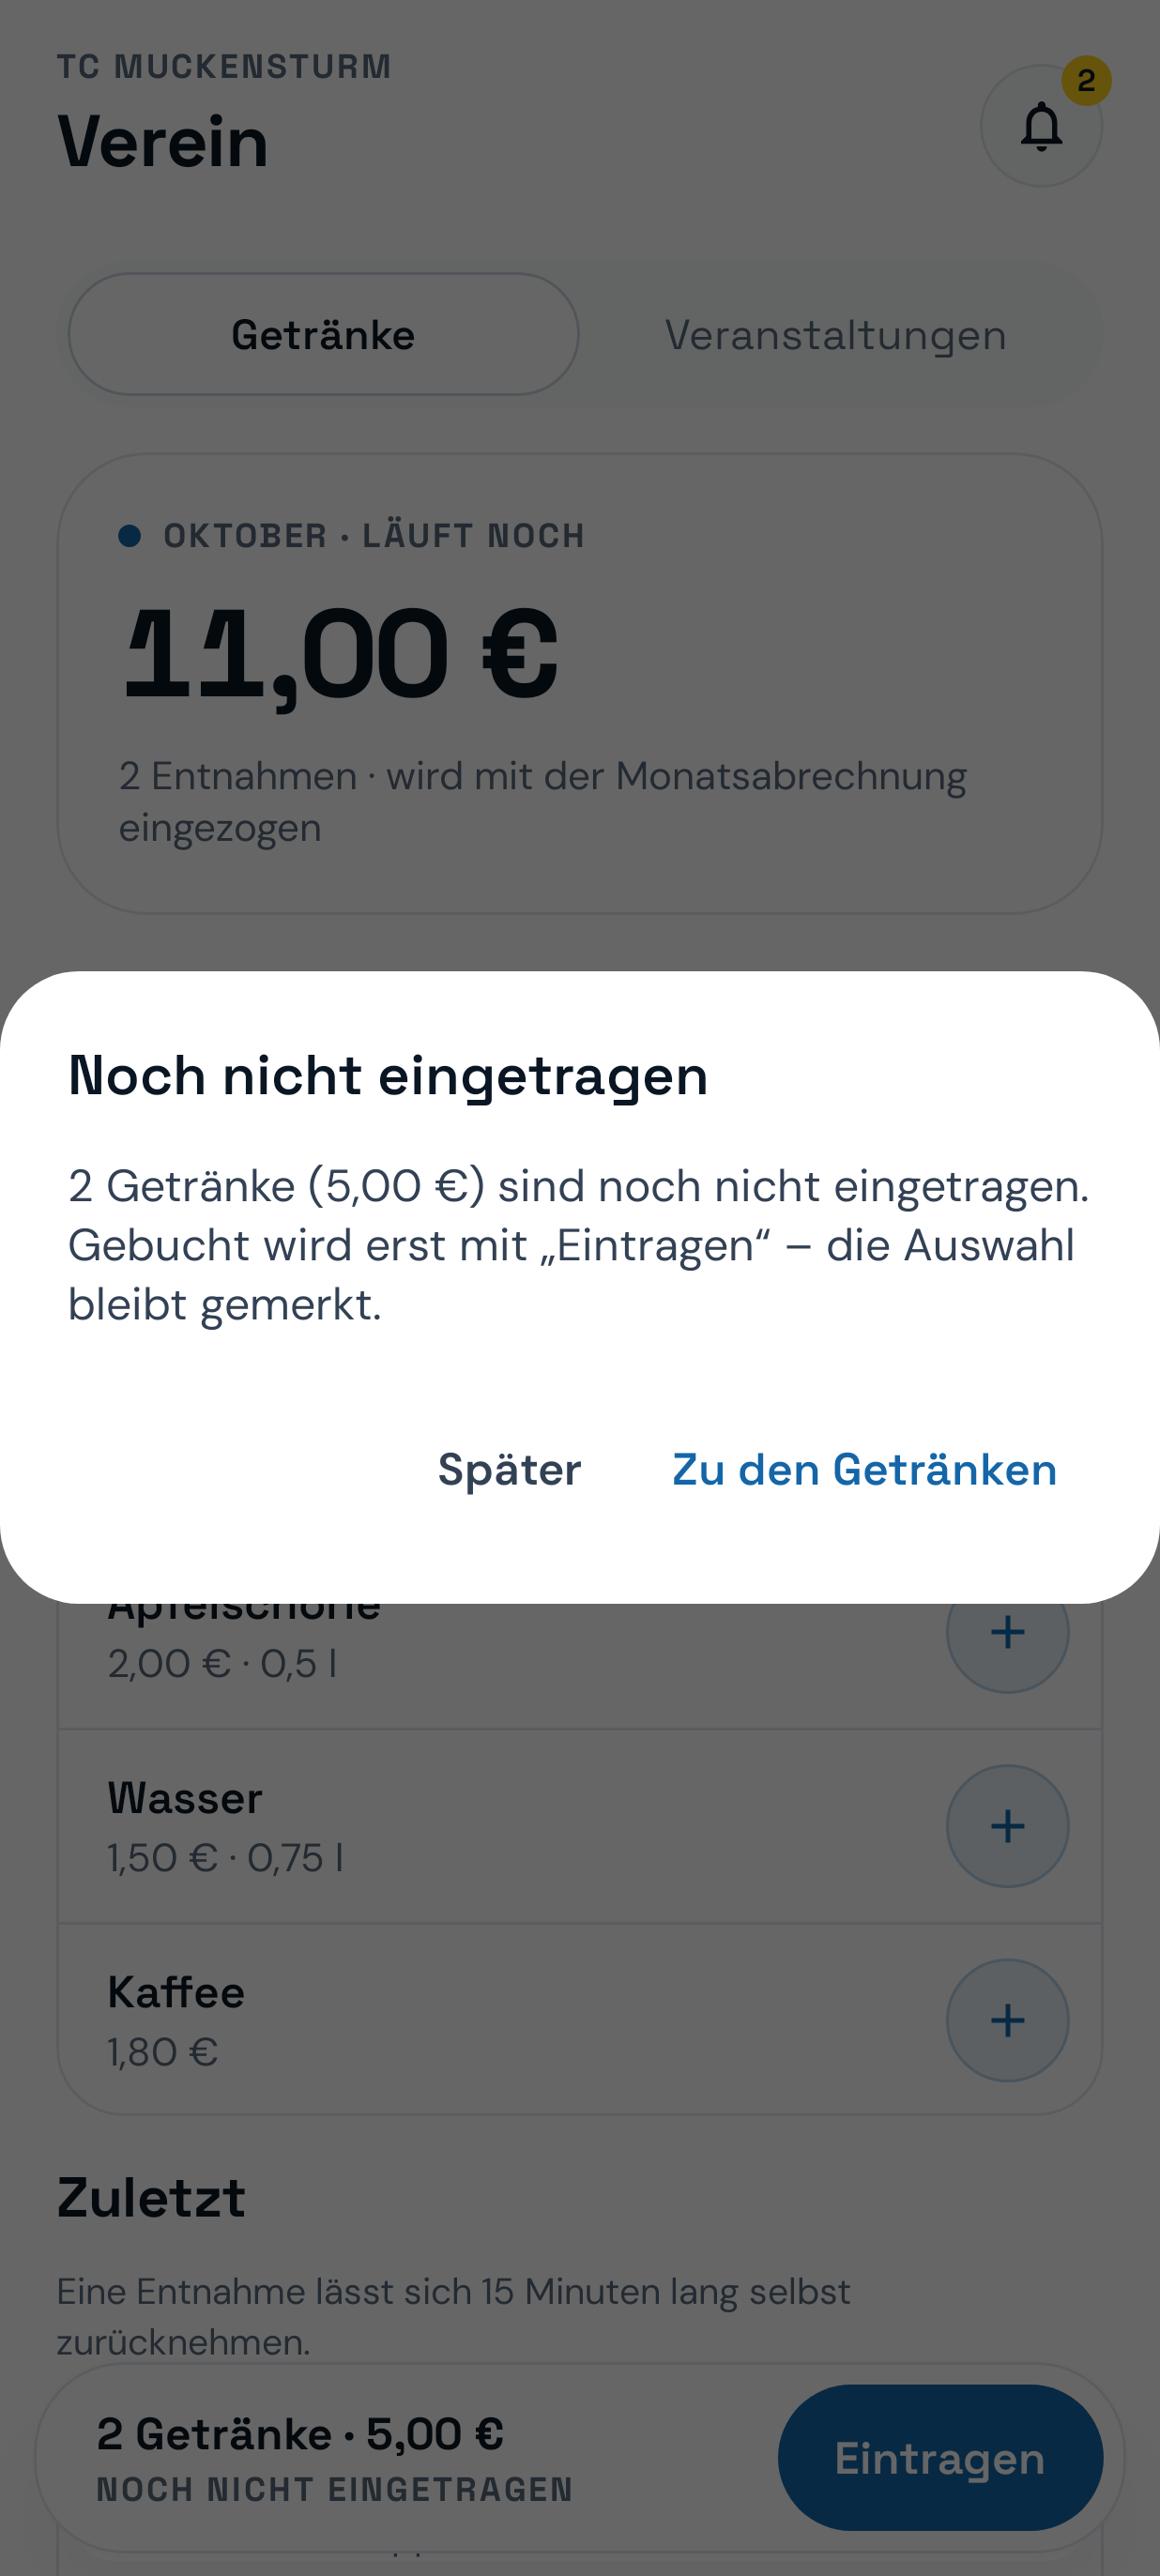 TC MUCKENSTURM
Verein
2
Getränke
Veranstaltungen
OKTOBER · LÄUFT NOCH
11,00 €
2 Entnahmen · wird mit der Monatsabrechnung
eingezogen
Noch nicht eingetragen
2 Getränke (5,00 €) sind noch nicht eingetragen.
Gebucht wird erst mit „Eintragen“ – die Auswahl
bleibt gemerkt.
Später
Zu den Getränken
Apfelschorle
2,00 € · 0,5 l
Wasser
1,50 € · 0,75 l
Kaffee
1,80 €
Zuletzt
Eine Entnahme lässt sich 15 Minuten lang selbst
zurücknehmen.
2 Getränke · 5,00 €
NOCH NICHT EINGETRAGEN
Eintragen